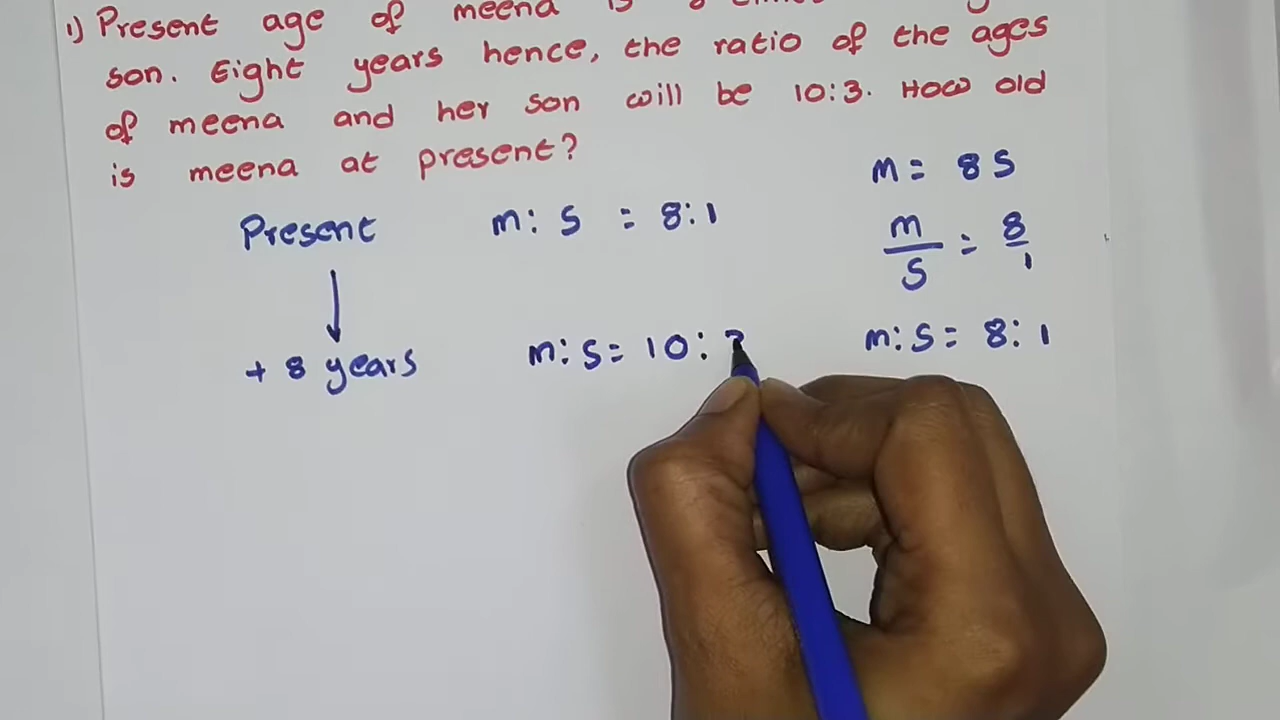 1) Present age of meena is
son. Eight years hence, the ratio of the ages
of meena and her son will be 10:3. How old
is meena at present?
m = 8S
Present m: S = 8:1
m/S = 8/1
+ 8 years m:S= 10:
m:S= 8:1